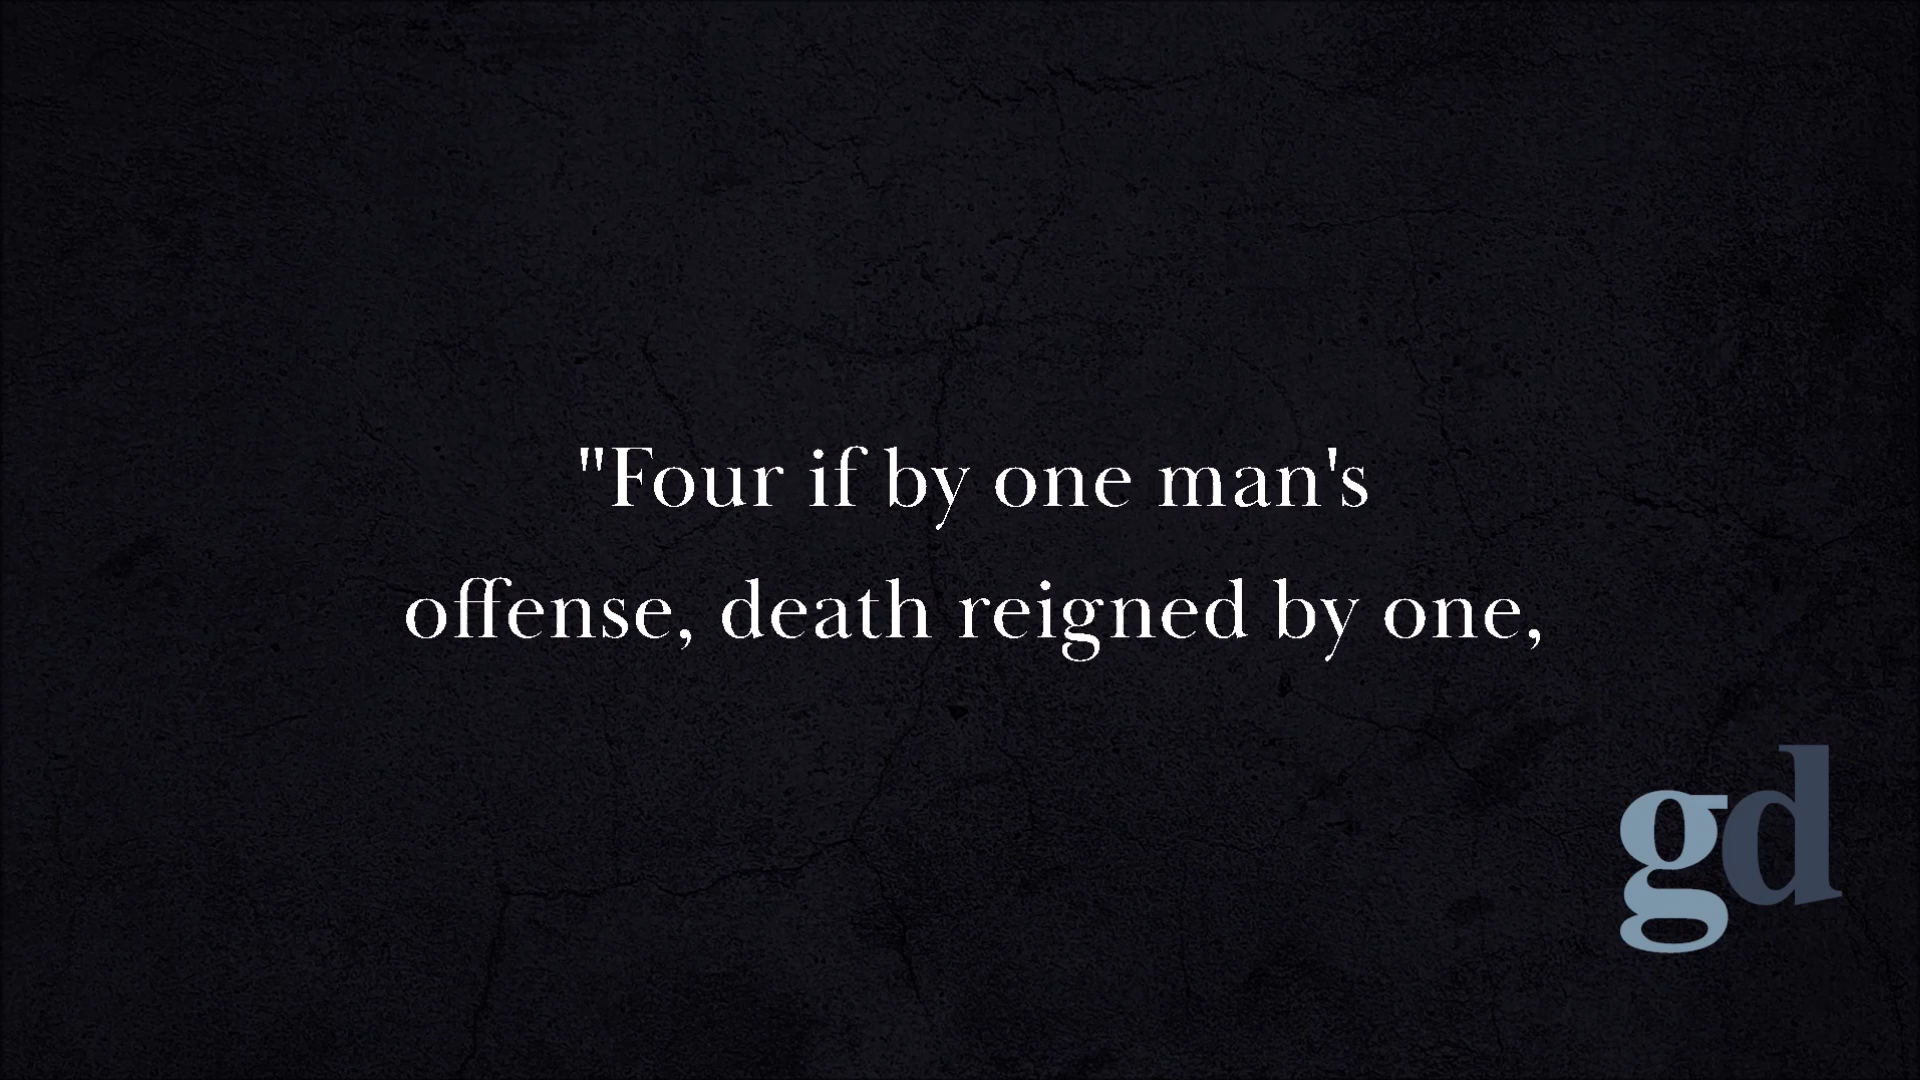 "Four if by one man's
offense, death reigned by one,
gd